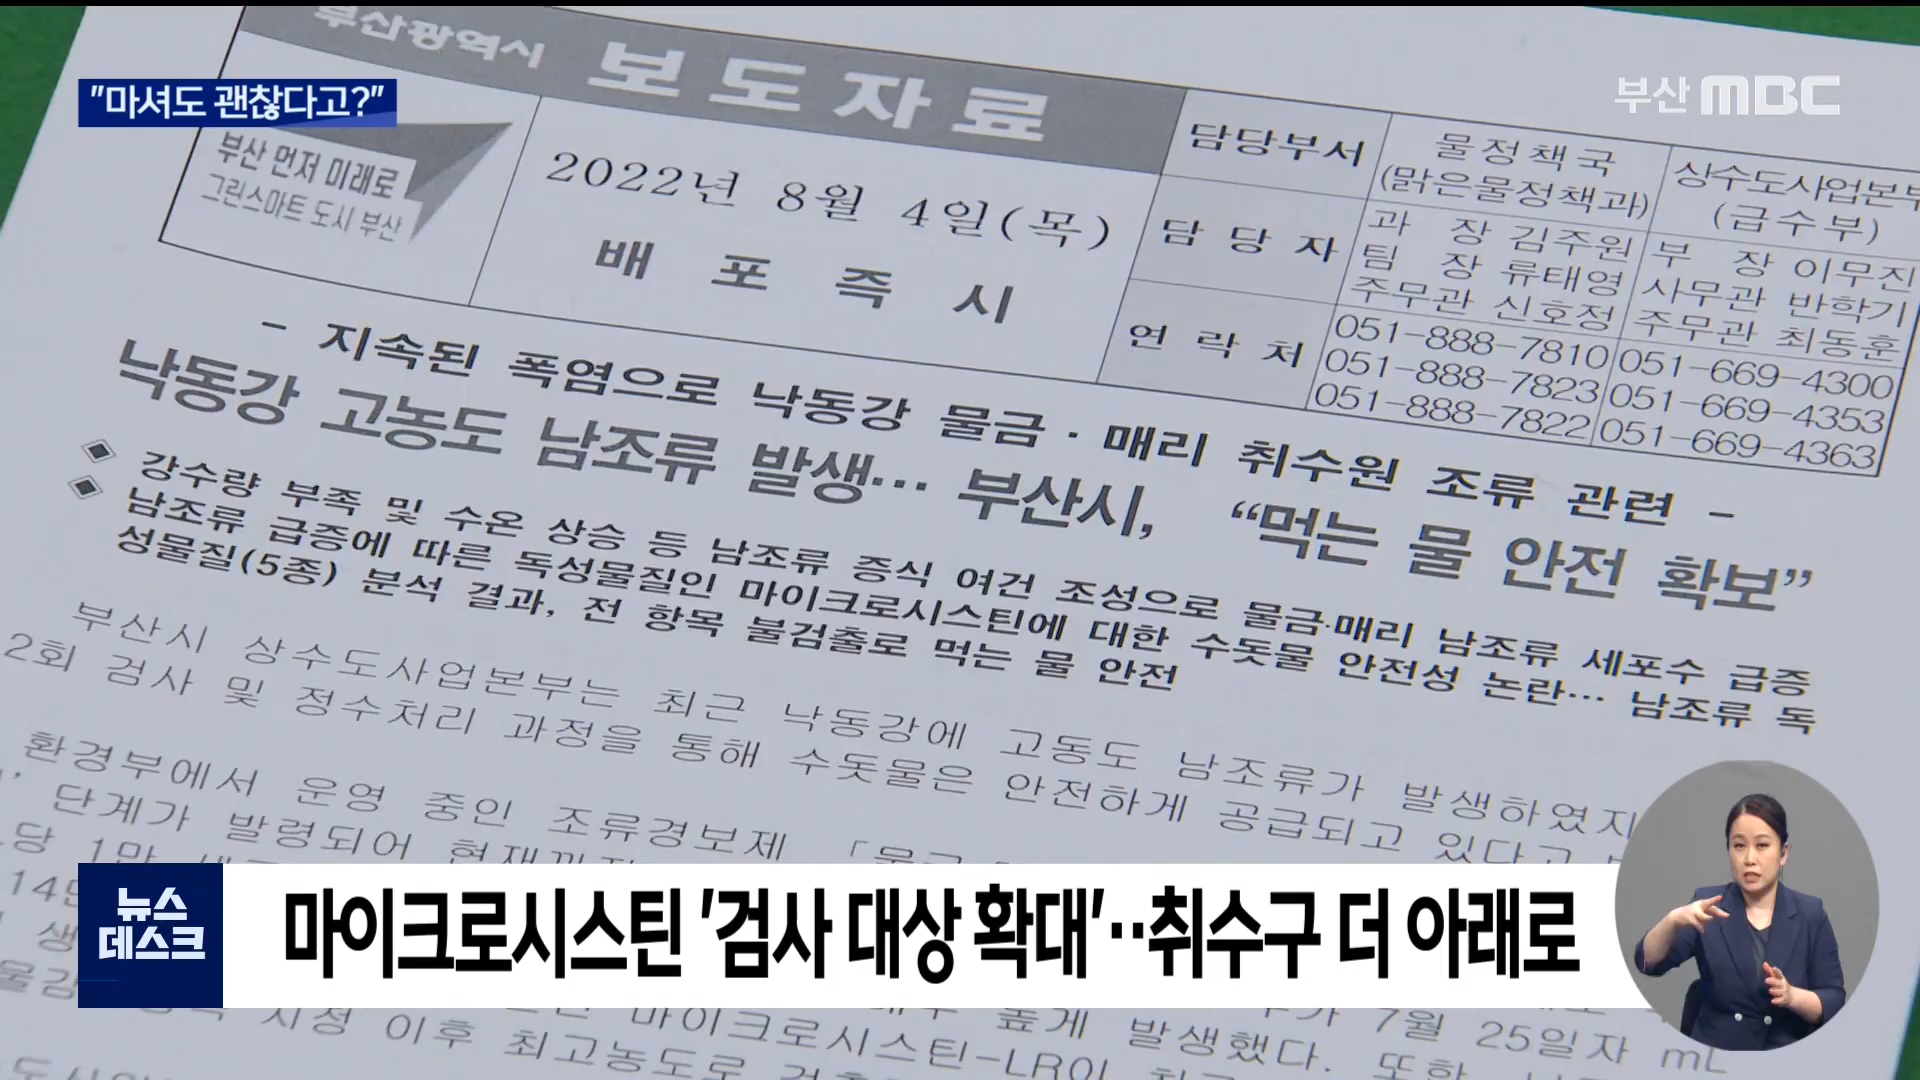 부산광역시 보도자료
"마셔도 괜찮다고?"
부산 MBC
부산 먼저 미래로
그린스마트 도시 부산
2022년 8월 4일(목)
배 포 즉 시
담당부서
물정책국
(맑은물정책과)
상수도사업본부
(급수부)
담 당 자
과 장 김주원
팀 장 류태영
주무관 신호정
부 장 이무진
사무관 반학기
주무관 최동훈
연 락 처
051-888-7810
051-888-7823
051-888-7822
051-669-4300
051-669-4353
051-669-4363
- 지속된 폭염으로 낙동강 물금·매리 취수원 조류 관련 -
낙동강 고농도 남조류 발생… 부산시, “먹는 물 안전 확보”
◈ 강수량 부족 및 수온 상승 등 남조류 증식 여건 조성으로 물금·매리 남조류 세포수 급증
◈ 남조류 급증에 따른 독성물질인 마이크로시스틴에 대한 수돗물 안전성 논란… 남조류 독
성물질(5종) 분석 결과, 전 항목 불검출로 먹는 물 안전
부산시 상수도사업본부는 최근 낙동강에 고동도 남조류가 발생하였지
2회 검사 및 정수처리 과정을 통해 수돗물은 안전하게 공급되고 있다고
환경부에서 운영 중인 조류경보제
' 단계가 발령되어
당 1만
뉴스
데스크
마이크로시스틴 '검사 대상 확대'··취수구 더 아래로
높게 발생했다. 또한
7월 25일자 mL
지정 이후 최고농도로
마이크로시스틴-LR이